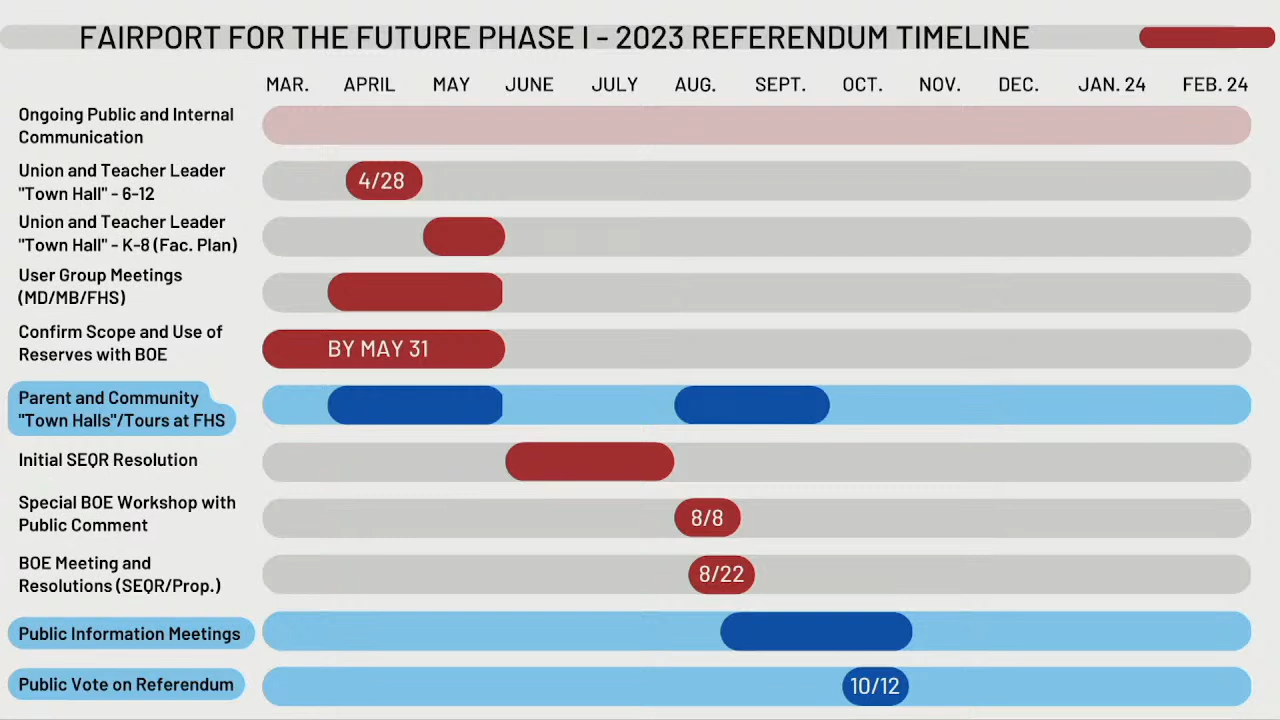 FAIRPORT FOR THE FUTURE PHASE I - 2023 REFERENDUM TIMELINE
MAR. APRIL MAY JUNE JULY AUG. SEPT. OCT. NOV. DEC. JAN. 24 FEB. 24
Ongoing Public and Internal
Communication
Union and Teacher Leader
"Town Hall" - 6-12
4/28
Union and Teacher Leader
"Town Hall" - K-8 (Fac. Plan)
User Group Meetings
(MD/MB/FHS)
Confirm Scope and Use of
Reserves with BOE
BY MAY 31
Parent and Community
"Town Halls"/Tours at FHS
Initial SEQR Resolution
Special BOE Workshop with
Public Comment
8/8
BOE Meeting and
Resolutions (SEQR/Prop.)
8/22
Public Information Meetings
Public Vote on Referendum
10/12